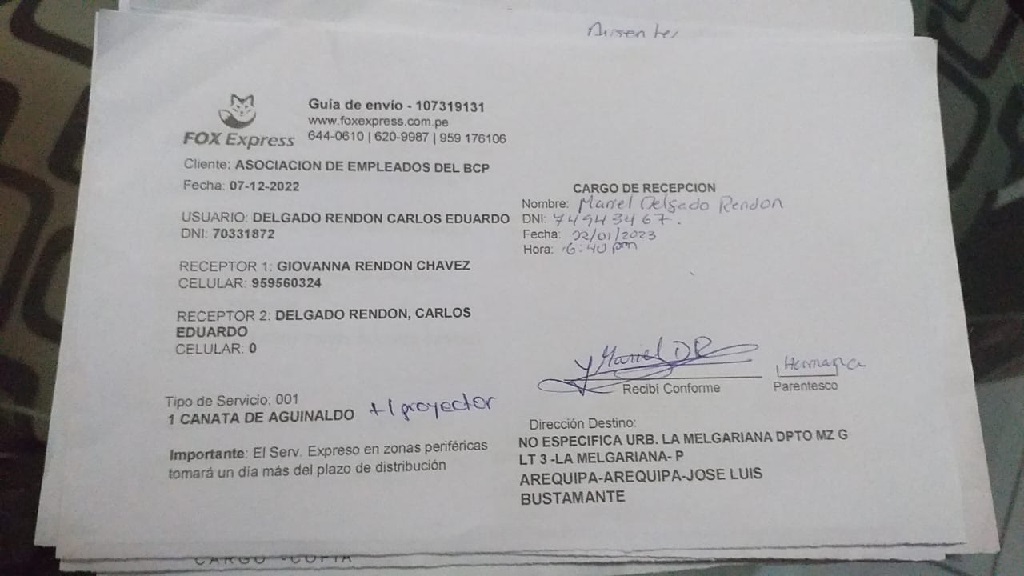 Ausentes
FOX Express
Guía de envío - 107319131
www.foxexpress.com.pe
644-0610 | 620-9987 | 959 176106
Cliente: ASOCIACION DE EMPLEADOS DEL BCP
Fecha: 07-12-2022
USUARIO: DELGADO RENDON CARLOS EDUARDO
DNI: 70331872
RECEPTOR 1: GIOVANNA RENDON CHAVEZ
CELULAR: 959560324
RECEPTOR 2: DELGADO RENDON, CARLOS
EDUARDO
CELULAR: 0
Tipo de Servicio: 001
1 CANATA DE AGUINALDO +1 proyector
Importante: El Serv. Expreso en zonas periféricas
tomará un día más del plazo de distribución
CARGO DE RECEPCION
Nombre: Mariel Delgado Rendon
DNI: 74943467.
Fecha: 22/01/2023
Hora: 6:40 pm
Mariel DR
Recibí Conforme
Hermana
Parentesco
Dirección Destino:
NO ESPECIFICA URB. LA MELGARIANA DPTO MZ G
LT 3 -LA MELGARIANA- P
AREQUIPA-AREQUIPA-JOSE LUIS
BUSTAMANTE
CARGO -COPIA